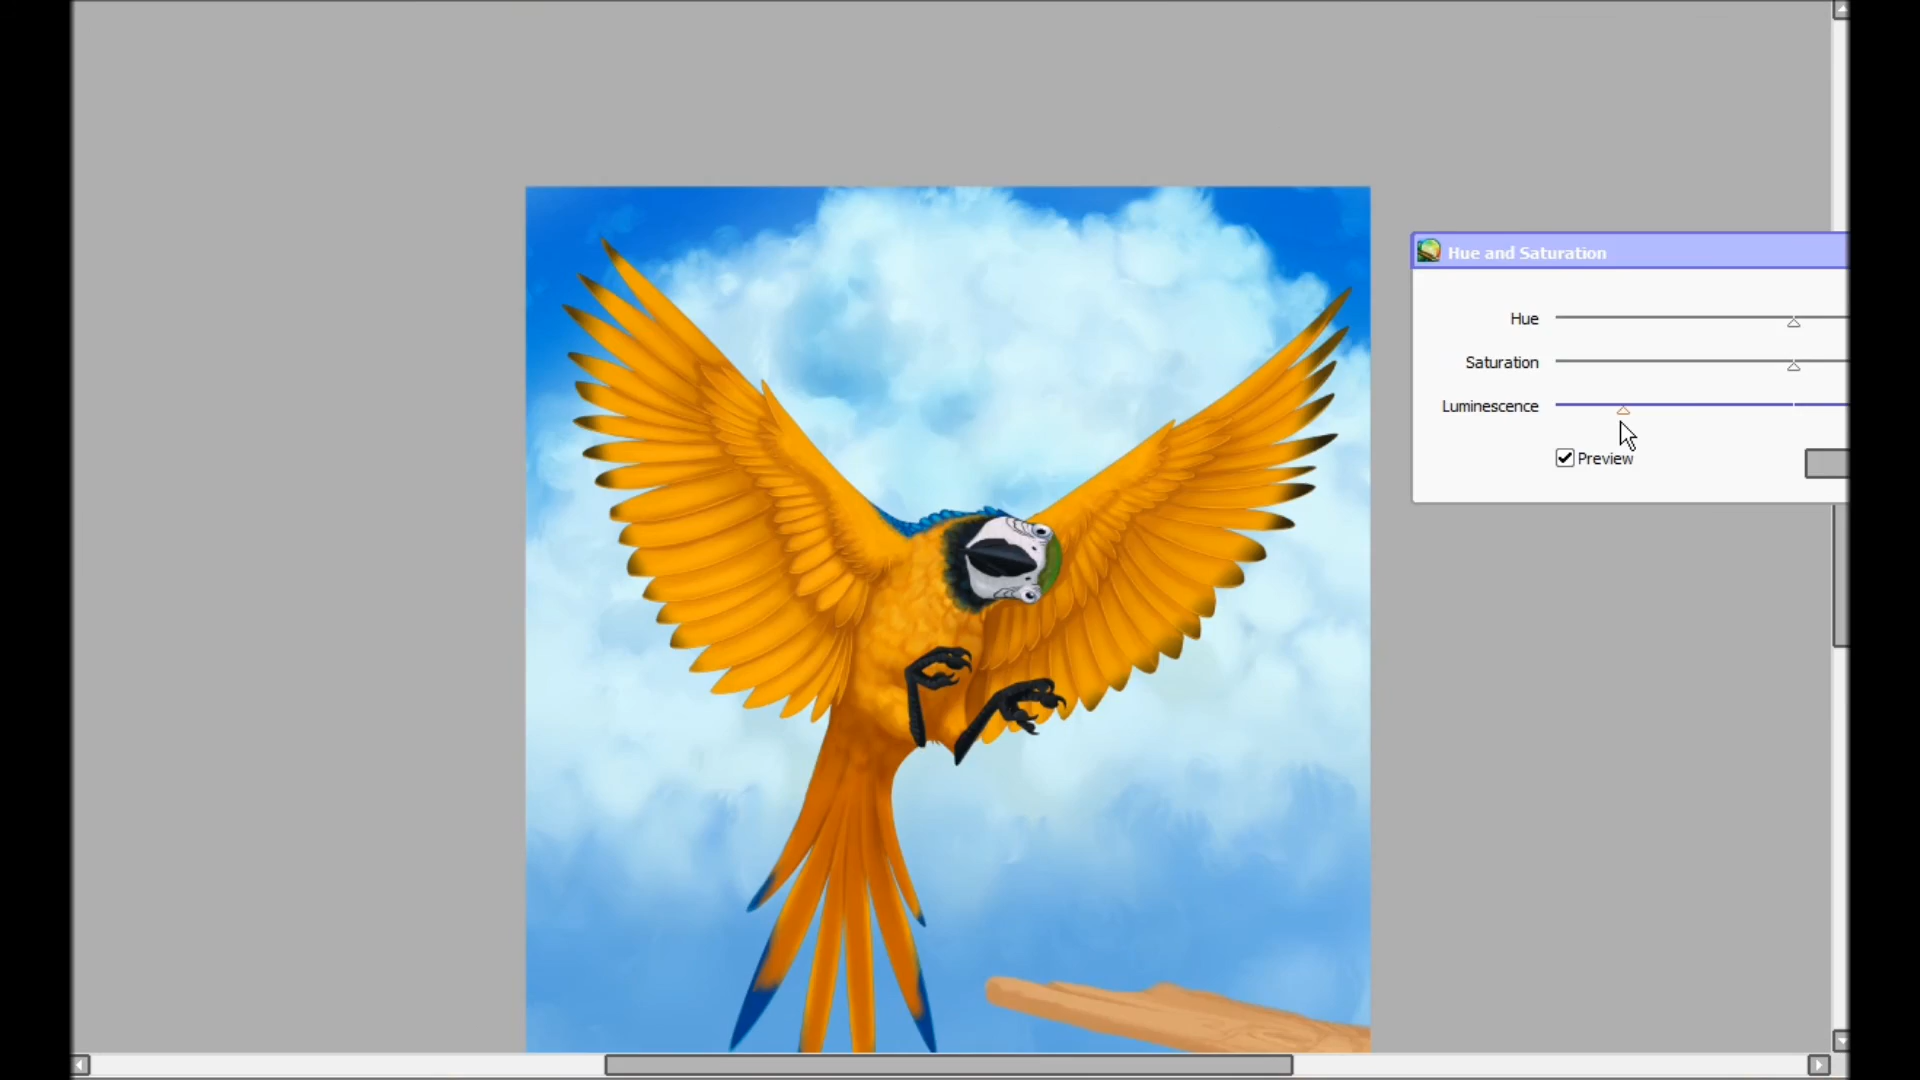 Hue and Saturation
Hue
Saturation
Luminescence
Preview